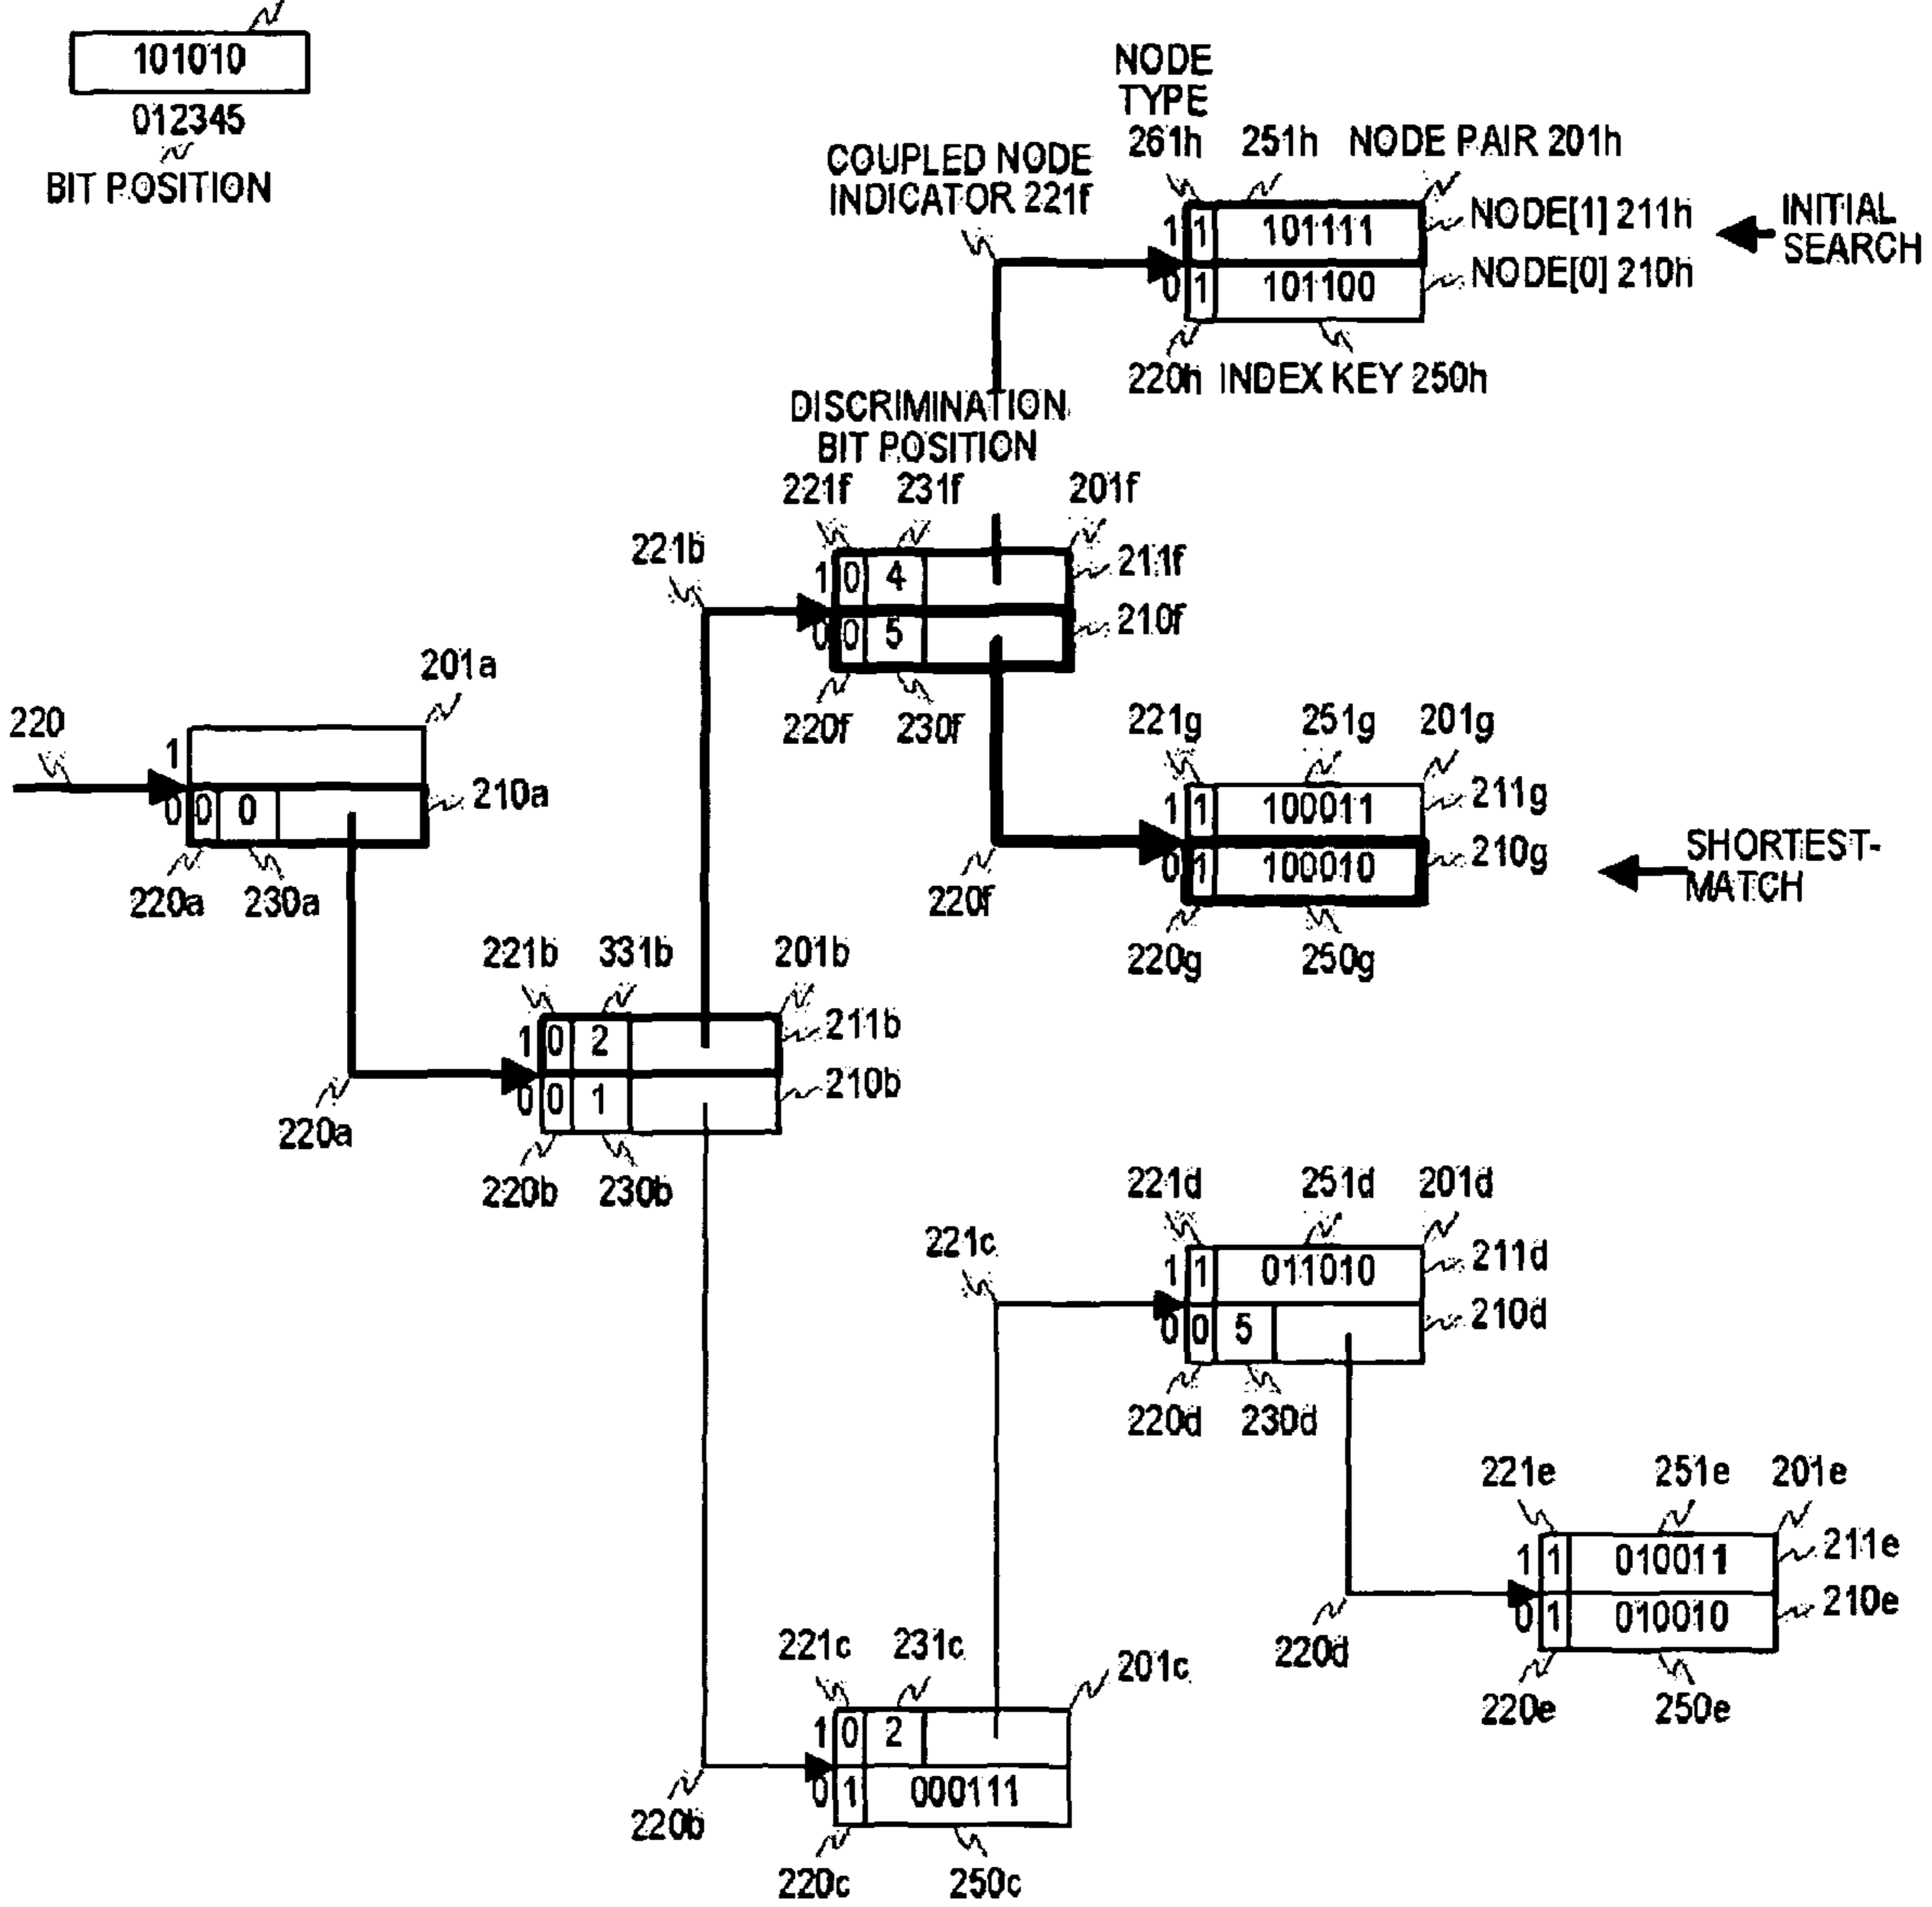 101010
012345
BIT POSITION
NODE
TYPE
261h 251h NODE PAIR 201h
COUPLED NODE
INDICATOR 221f
1 1 101111
NODE[1] 211h
INITIAL
SEARCH
0 1 101100
NODE[0] 210h
220h INDEX KEY 250h
DISCRIMINATION
BIT POSITION
221f 231f 201f
221b
1 0 4
211f
0 0 5
210f
220f 230f
201a
220
1
0 0 0
210a
220a 230a
221g 251g 201g
1 1 100011
211g
0 1 100010
210g
SHORTEST-
MATCH
220f
220g 250g
221b 331b 201b
1 0 2
211b
0 0 1
210b
220a
220b 230b
221d 251d 201d
221c
1 1 011010
211d
0 0 5
210d
220d 230d
221e 251e 201e
1 1 010011
211e
0 1 010010
210e
220d
220e 250e
221c 231c 201c
1 0 2
0 1 000111
220b
220c 250c